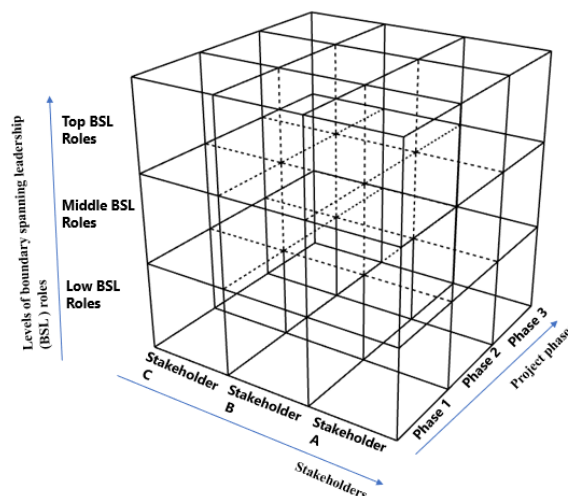 Levels of boundary spanning leadership
(BSL ) roles
Top BSL
Roles
Middle BSL
Roles
Low BSL
Roles
Stakeholder
C
Stakeholder
B
Stakeholder
A
Stakeholders
Phase 1
Phase 2
Phase 3
Project phase